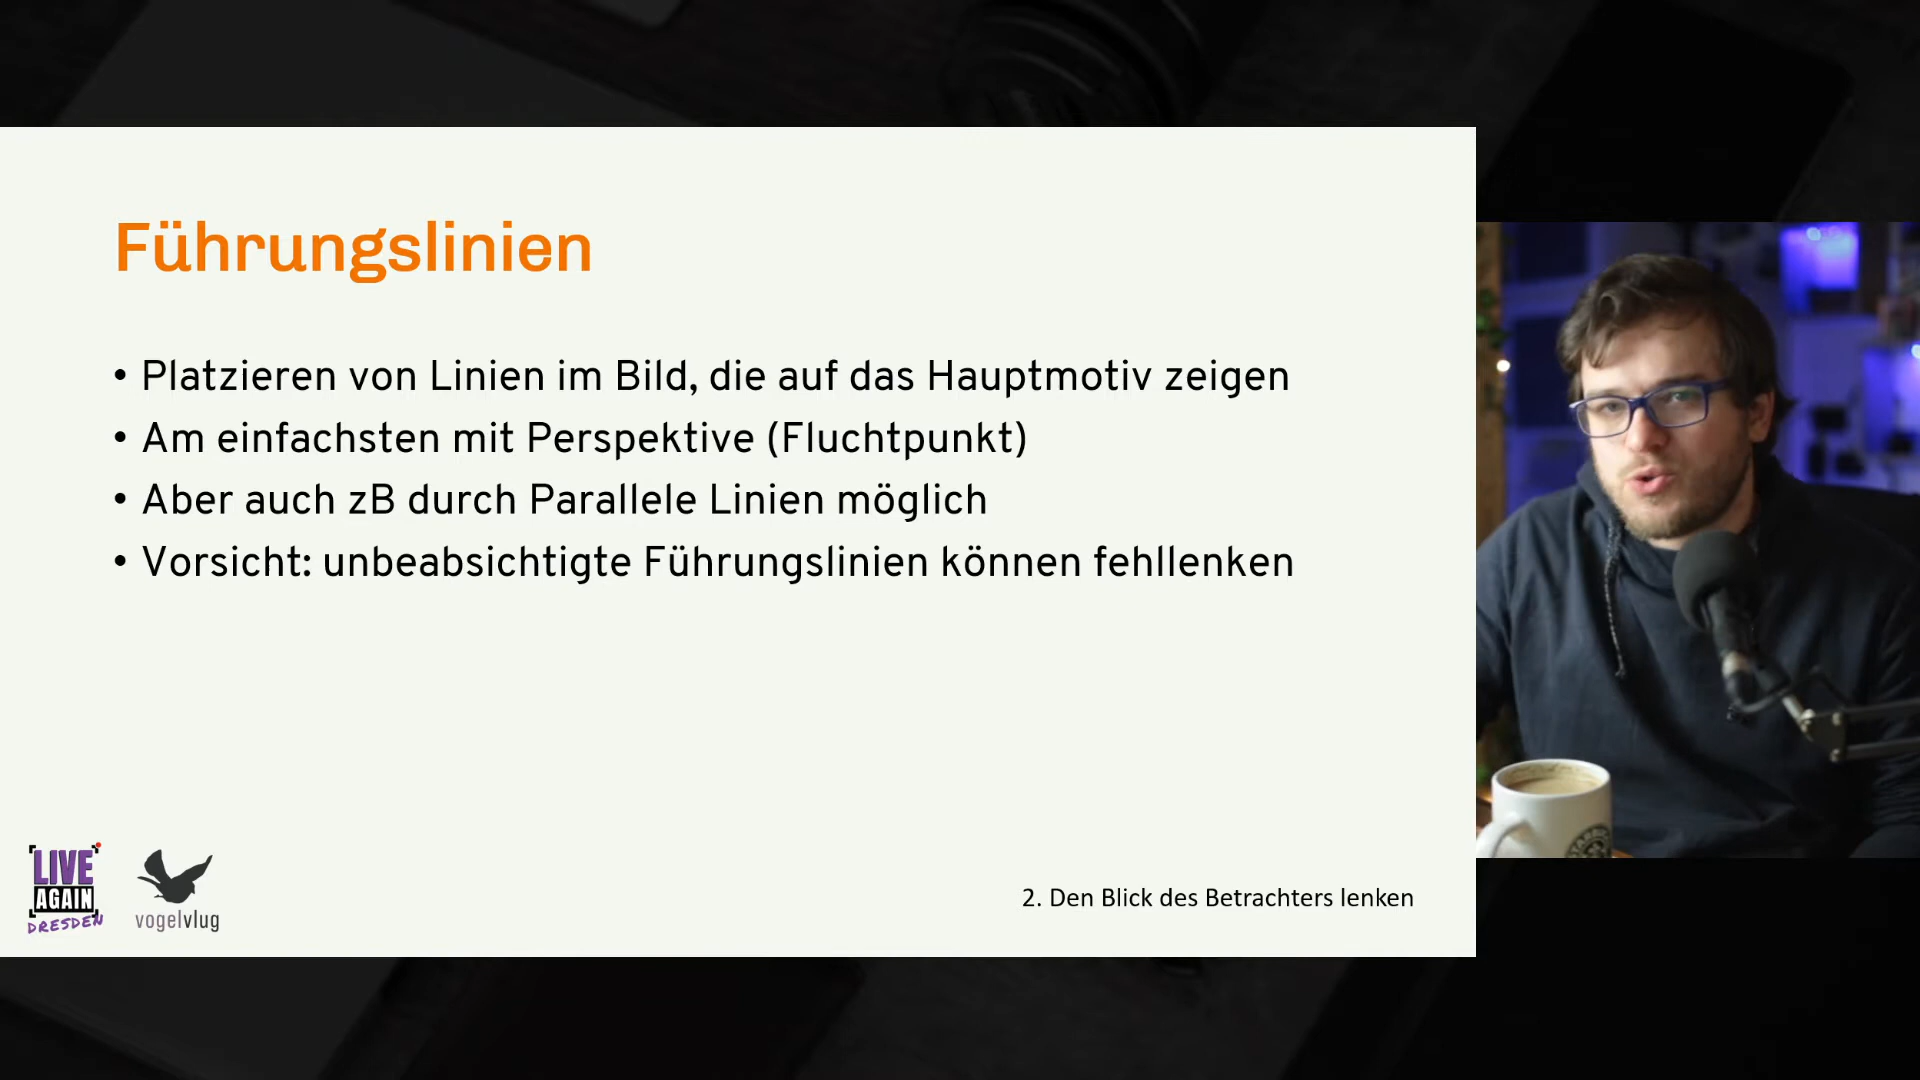 Führungslinien
• Platzieren von Linien im Bild, die auf das Hauptmotiv zeigen
• Am einfachsten mit Perspektive (Fluchtpunkt)
• Aber auch zB durch Parallele Linien möglich
• Vorsicht: unbeabsichtigte Führungslinien können fehllenken
LIVE
AGAIN
DRESDEN
vogelvlug
2. Den Blick des Betrachters lenken